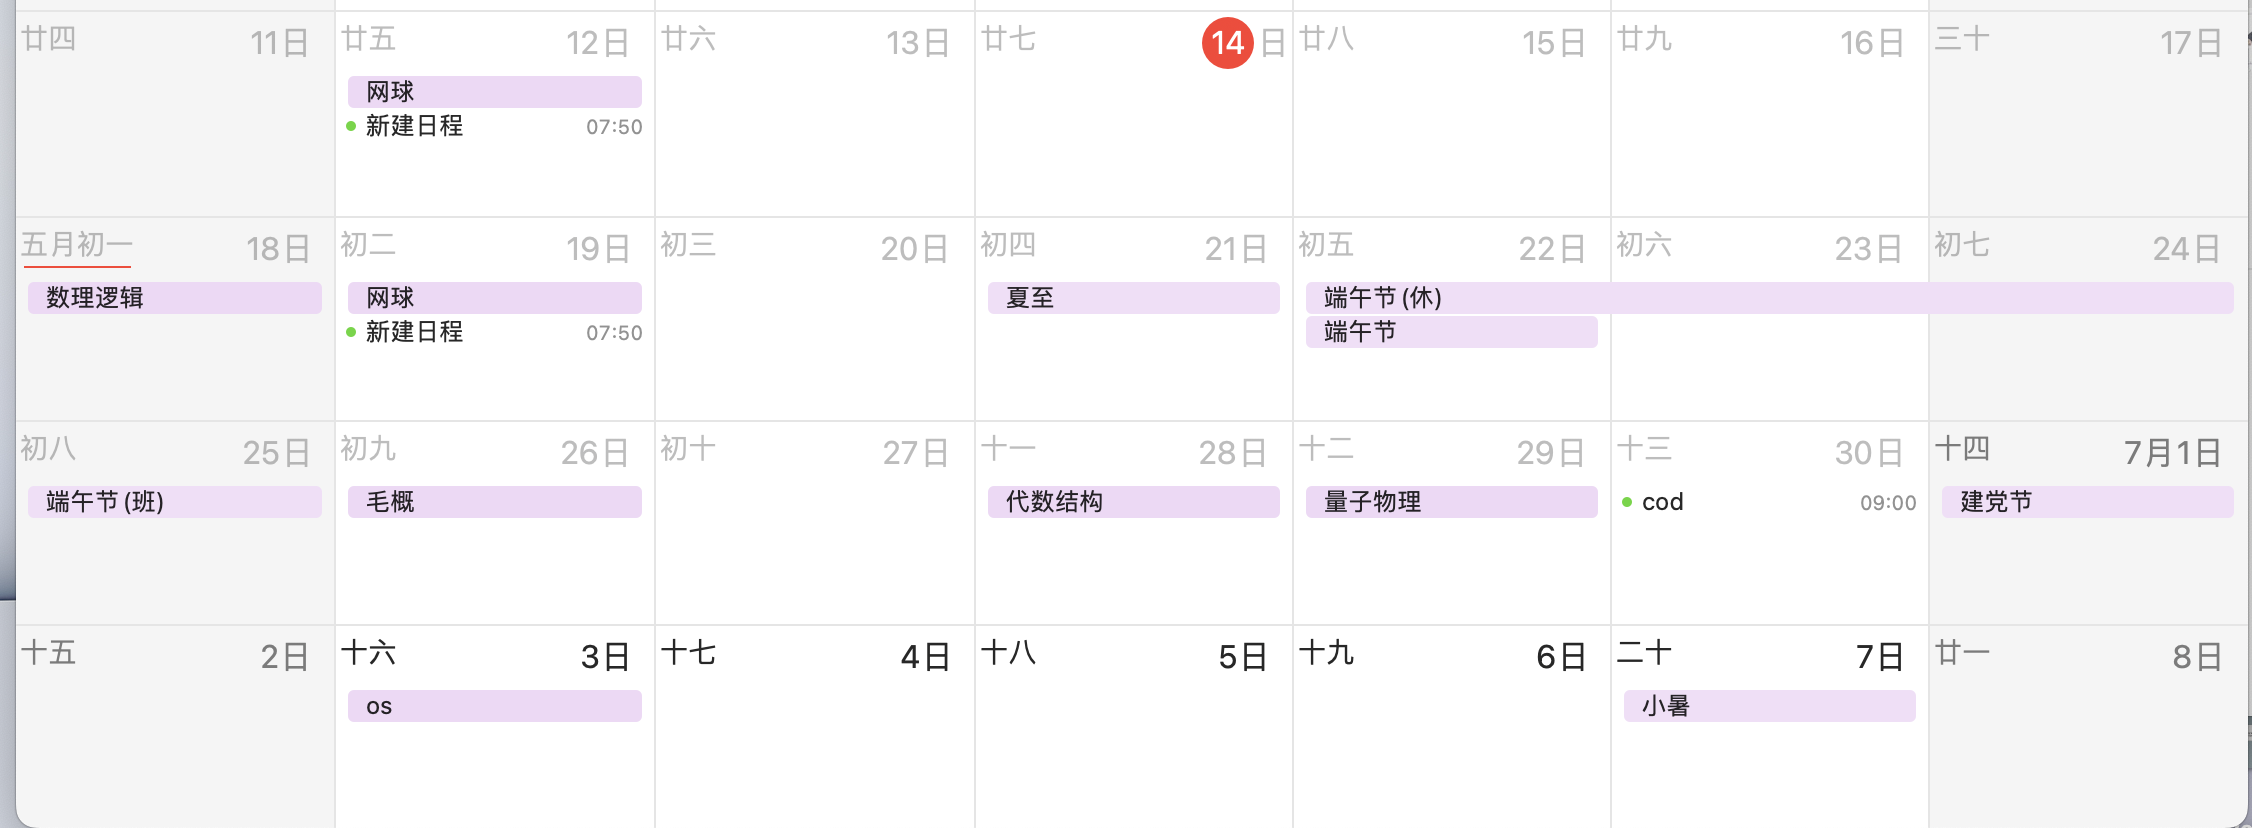 廿四 11日 廿五 12日 廿六 13日 廿七 14日 廿八 15日 廿九 16日 三十 17日
网球
新建日程 07:50
五月初一 18日 初二 19日 初三 20日 初四 21日 初五 22日 初六 23日 初七 24日
数理逻辑 网球 夏至 端午节(休)
新建日程 07:50 端午节
初八 25日 初九 26日 初十 27日 十一 28日 十二 29日 十三 30日 十四 7月1日
端午节(班) 毛概 代数结构 量子物理 cod 09:00 建党节
十五 2日 十六 3日 十七 4日 十八 5日 十九 6日 二十 7日 廿一 8日
os 小暑